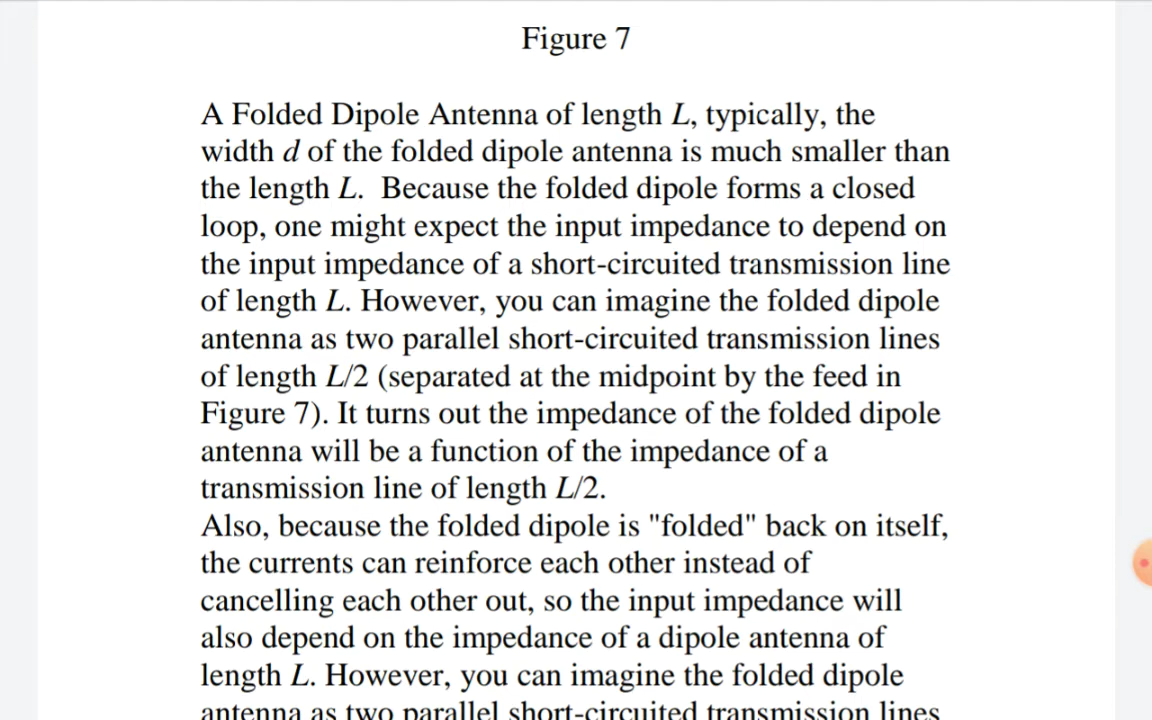 Figure 7
A Folded Dipole Antenna of length L, typically, the
width d of the folded dipole antenna is much smaller than
the length L.  Because the folded dipole forms a closed
loop, one might expect the input impedance to depend on
the input impedance of a short-circuited transmission line
of length L. However, you can imagine the folded dipole
antenna as two parallel short-circuited transmission lines
of length L/2 (separated at the midpoint by the feed in
Figure 7). It turns out the impedance of the folded dipole
antenna will be a function of the impedance of a
transmission line of length L/2.
Also, because the folded dipole is "folded" back on itself,
the currents can reinforce each other instead of
cancelling each other out, so the input impedance will
also depend on the impedance of a dipole antenna of
length L. However, you can imagine the folded dipole
antenna as two parallel short-circuited transmission lines